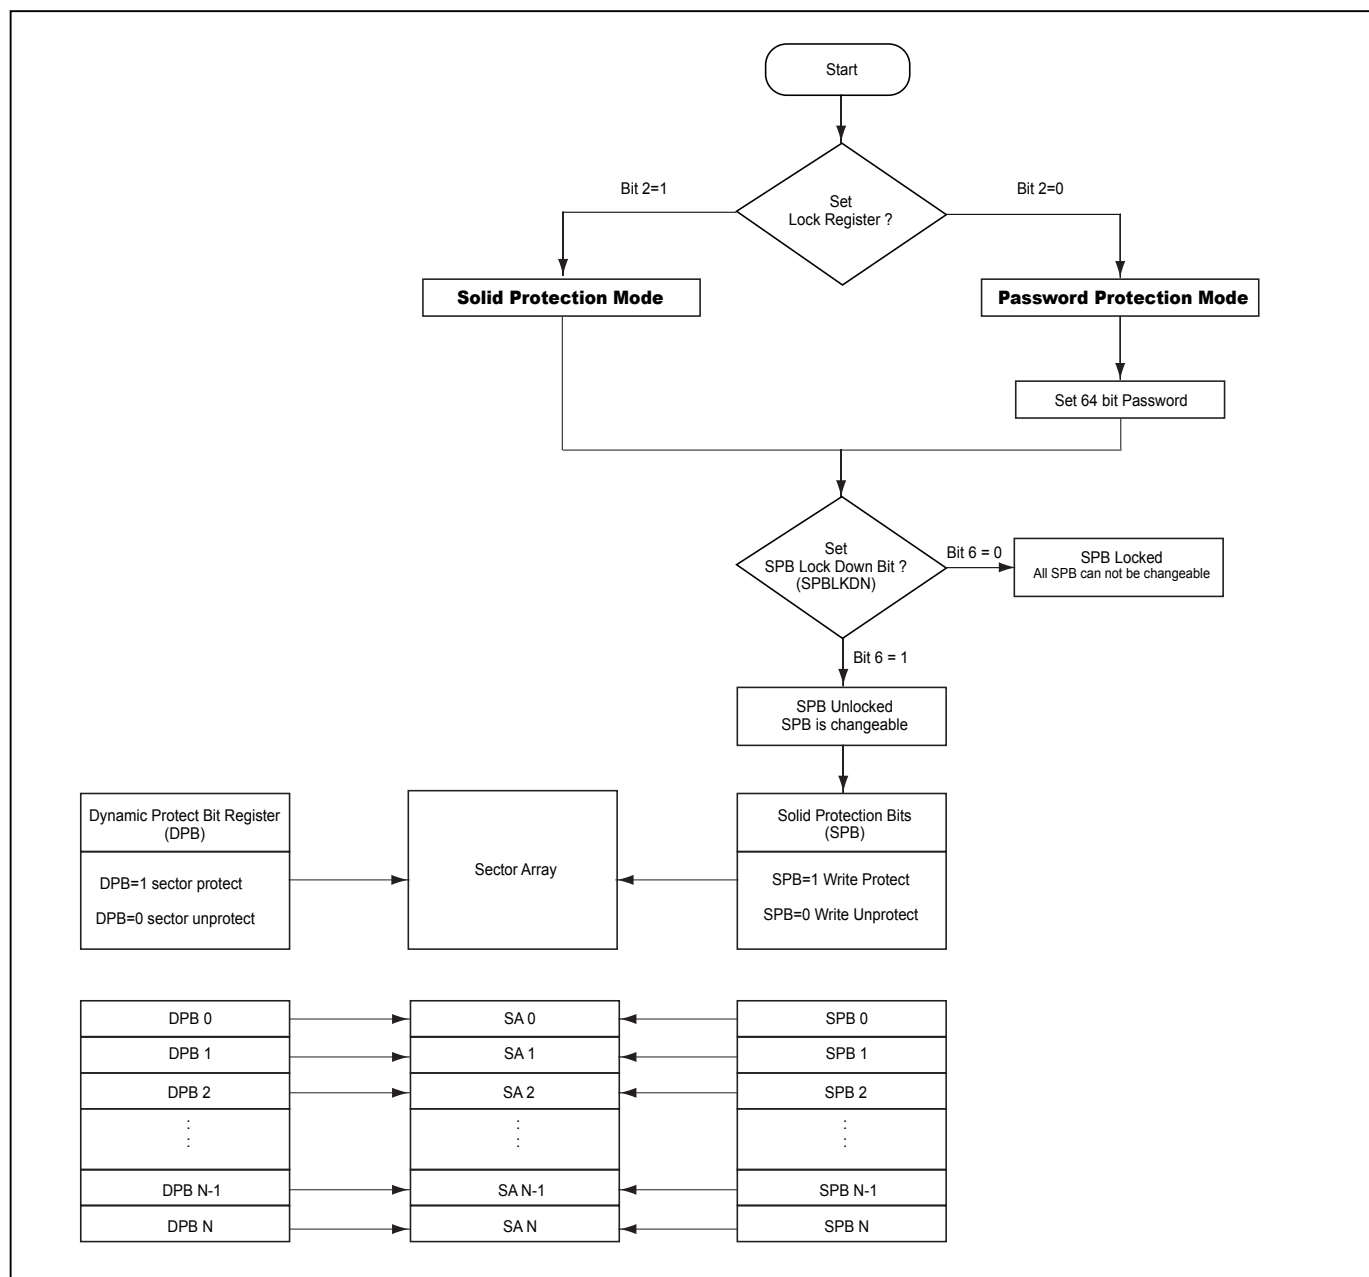 Start
Set
Lock Register ?
Bit 2=1
Bit 2=0
Solid Protection Mode
Password Protection Mode
Set 64 bit Password
Set
SPB Lock Down Bit ?
(SPBLKDN)
Bit 6 = 0
SPB Locked
All SPB can not be changeable
Bit 6 = 1
SPB Unlocked
SPB is changeable
Dynamic Protect Bit Register
(DPB)
DPB=1 sector protect
DPB=0 sector unprotect
Sector Array
Solid Protection Bits
(SPB)
SPB=1 Write Protect
SPB=0 Write Unprotect
DPB 0
SA 0
SPB 0
DPB 1
SA 1
SPB 1
DPB 2
SA 2
SPB 2
: : 
: : 
: : 
DPB N-1
SA N-1
SPB N-1
DPB N
SA N
SPB N